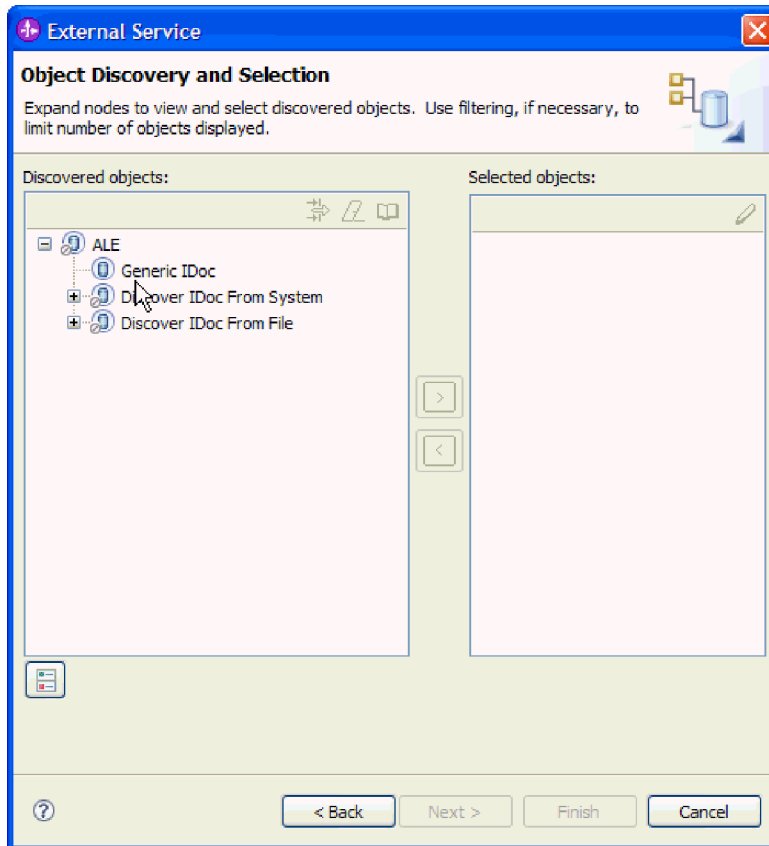 External Service
Object Discovery and Selection
Expand nodes to view and select discovered objects. Use filtering, if necessary, to
limit number of objects displayed.
Discovered objects:
Selected objects:
ALE
Generic IDoc
Discover IDoc From System
Discover IDoc From File
>
<
?
< Back
Next >
Finish
Cancel